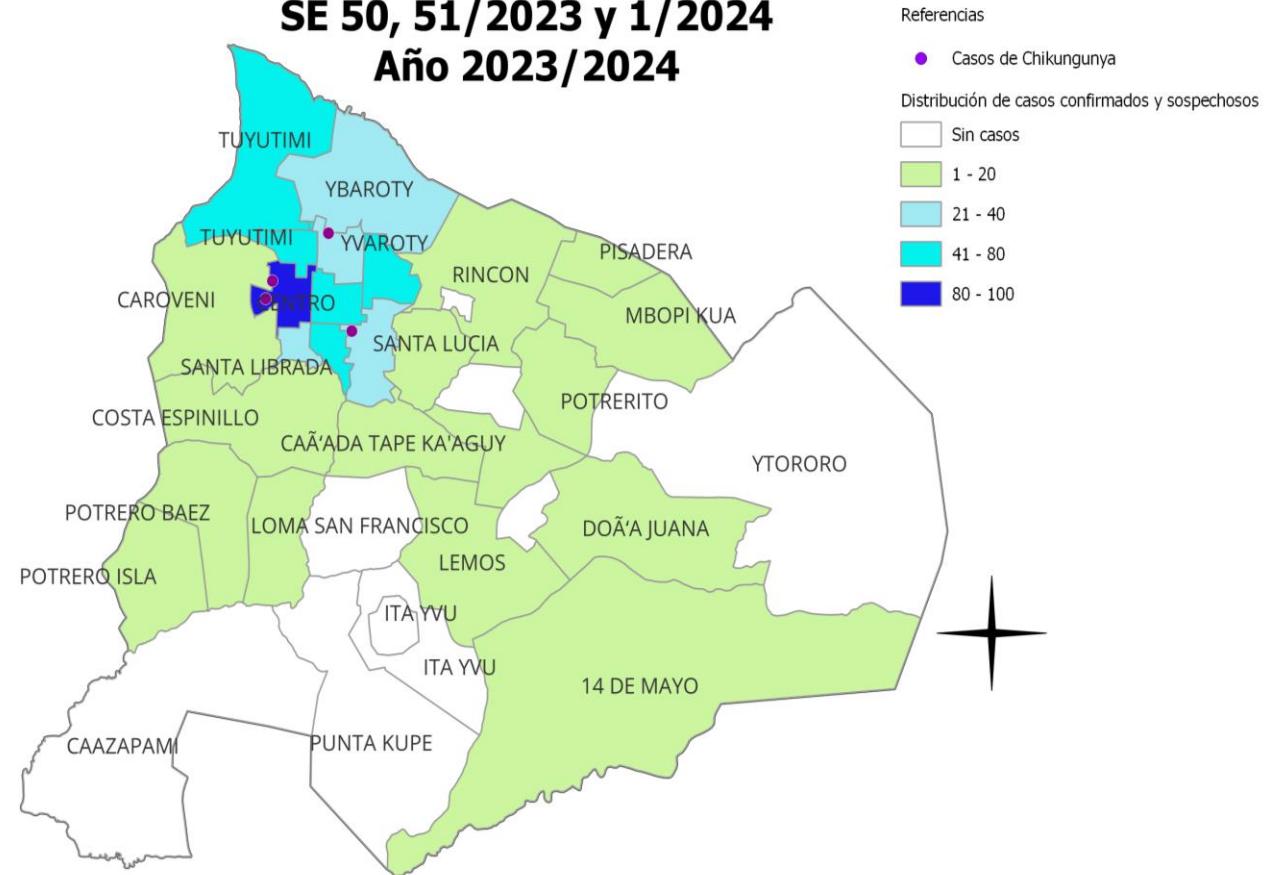 SE 50, 51/2023 y 1/2024
Año 2023/2024
Referencias
Casos de Chikungunya
Distribución de casos confirmados y sospechosos
Sin casos
1 - 20
21 - 40
41 - 80
80 - 100
TUYUTIMI
YBAROTY
TUYUTIMI
YVAROTY
PISADERA
RINCON
CAROVENI
CENTRO
MBOPI KUA
SANTA LUCIA
SANTA LIBRADA
POTRERITO
COSTA ESPINILLO
CAÃ'ADA TAPE KA'AGUY
YTORORO
POTRERO BAEZ
LOMA SAN FRANCISCO
DOÃ'A JUANA
LEMOS
POTRERO ISLA
ITA YVU
ITA YVU
14 DE MAYO
CAAZAPAMI
PUNTA KUPE